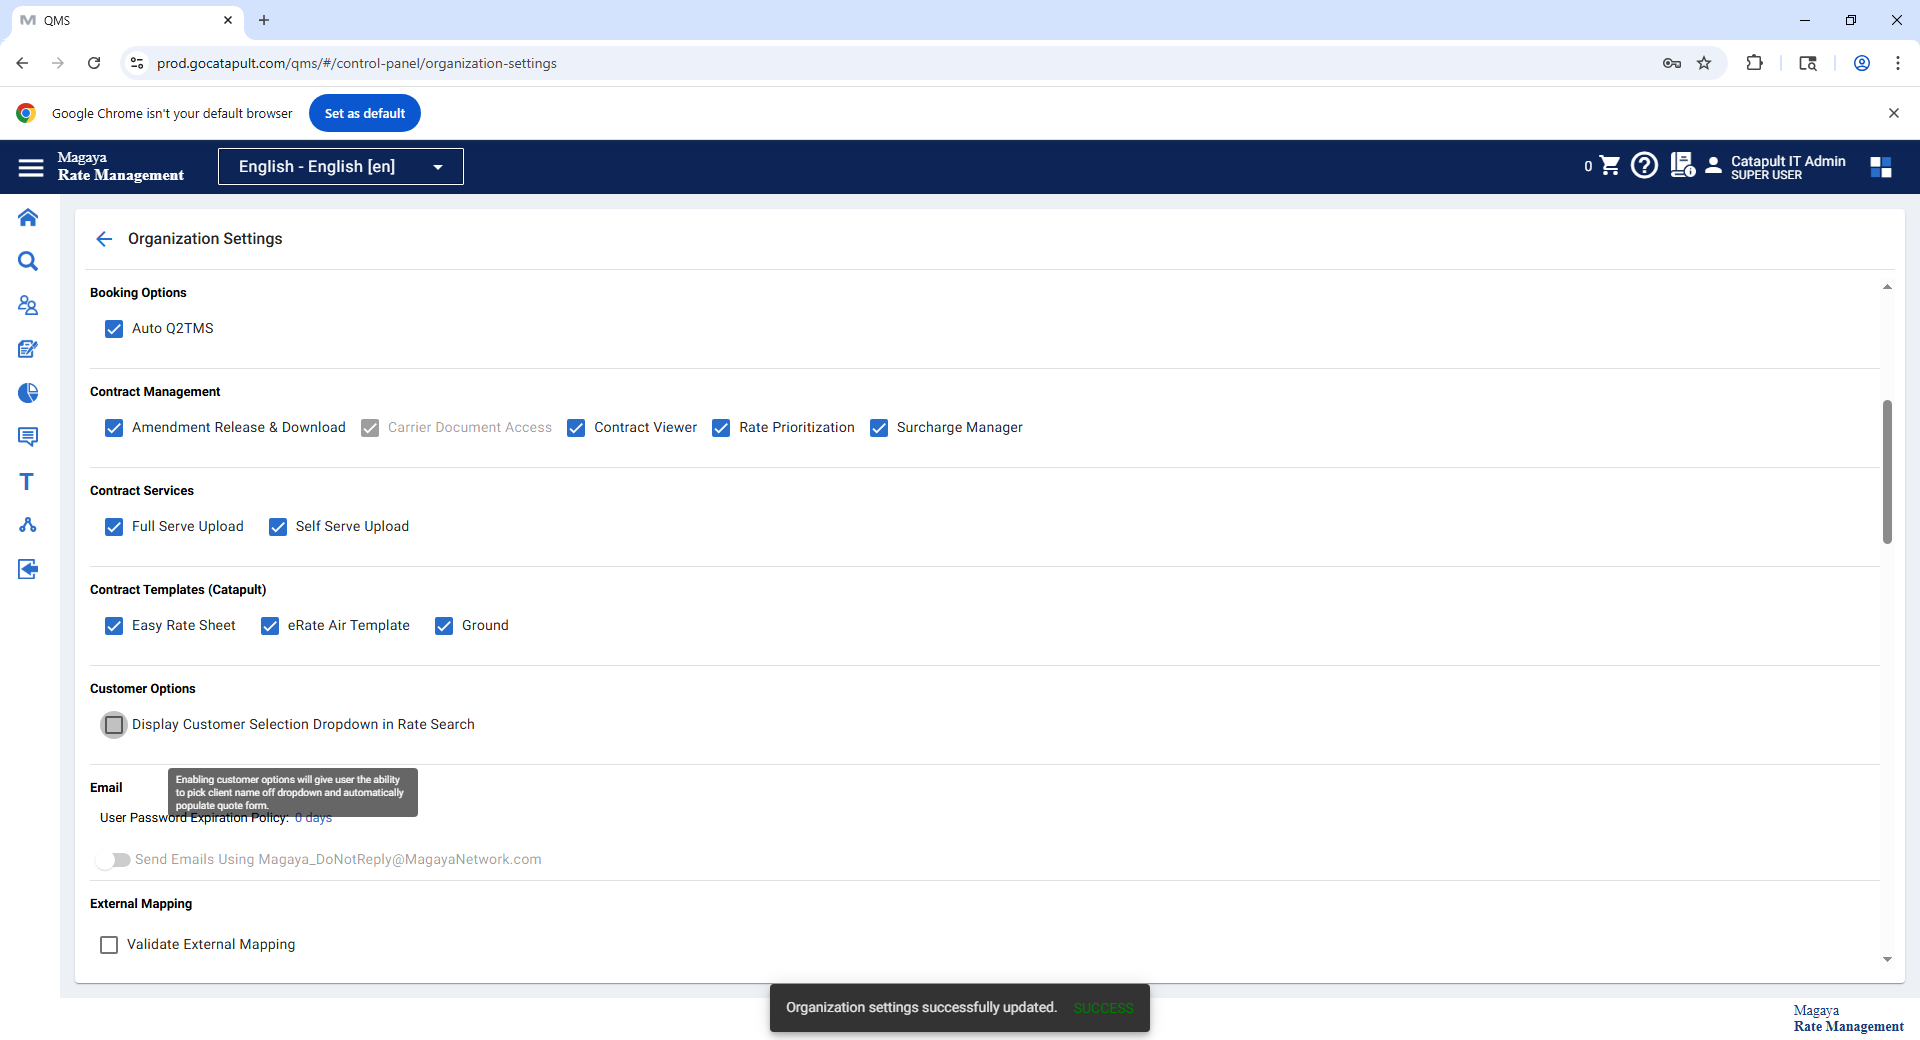 QMS
prod.gocatapult.com/qms/#/control-panel/organization-settings
Google Chrome isn't your default browser
Set as default
Magaya
Rate Management
English - English [en]
0
Catapult IT Admin
SUPER USER
Organization Settings
Booking Options
Auto Q2TMS
Contract Management
Amendment Release & Download
Carrier Document Access
Contract Viewer
Rate Prioritization
Surcharge Manager
Contract Services
Full Serve Upload
Self Serve Upload
Contract Templates (Catapult)
Easy Rate Sheet
eRate Air Template
Ground
Customer Options
Display Customer Selection Dropdown in Rate Search
Enabling customer options will give user the ability
to pick client name off dropdown and automatically
populate quote form.
Email
User Password Expiration Policy: 0 days
Send Emails Using Magaya_DoNotReply@MagayaNetwork.com
External Mapping
Validate External Mapping
Organization settings successfully updated. SUCCESS
Magaya
Rate Management